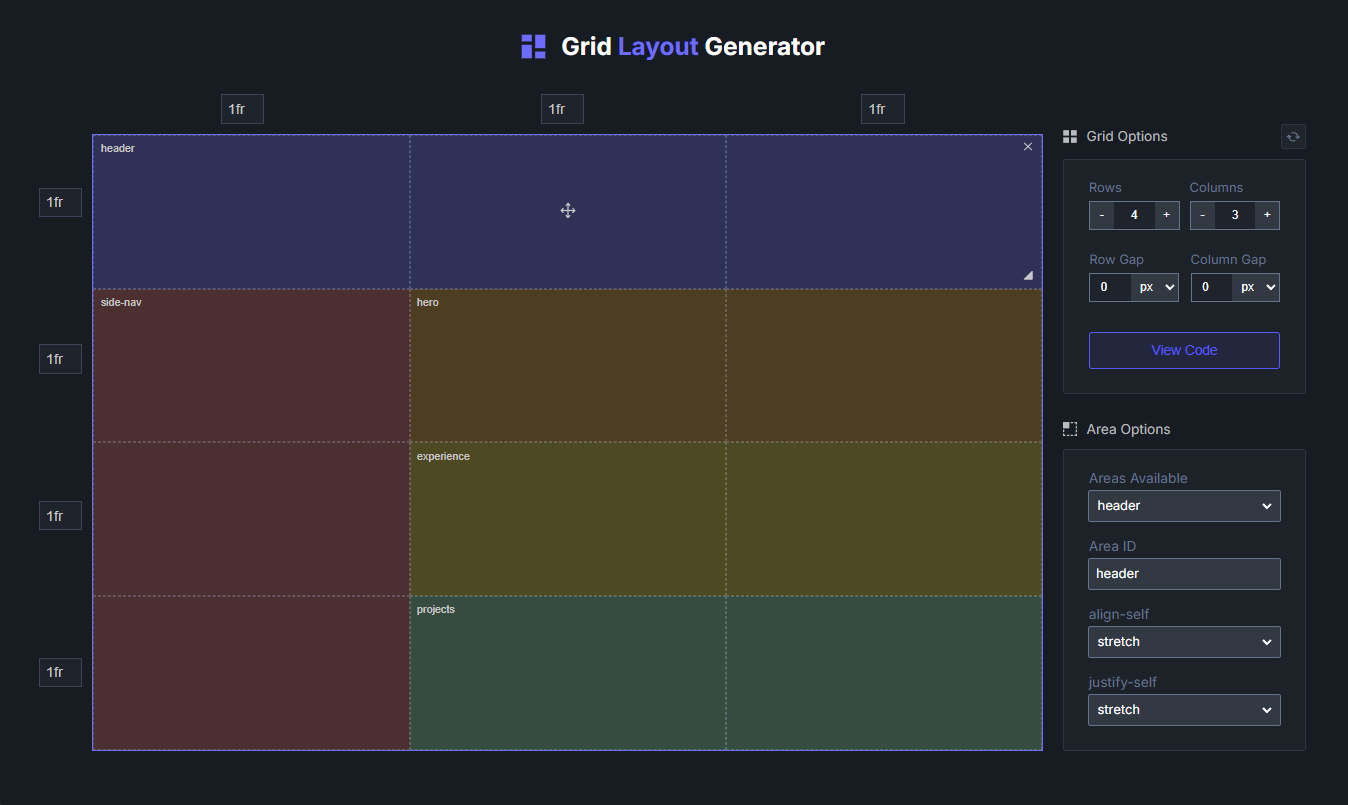 Grid Layout Generator
1fr 1fr 1fr
header
1fr
side-nav hero
1fr
experience
1fr
projects
1fr
Grid Options
Rows Columns
- 4 + - 3 +
Row Gap Column Gap
0 px 0 px
View Code
Area Options
Areas Available
header
Area ID
header
align-self
stretch
justify-self
stretch